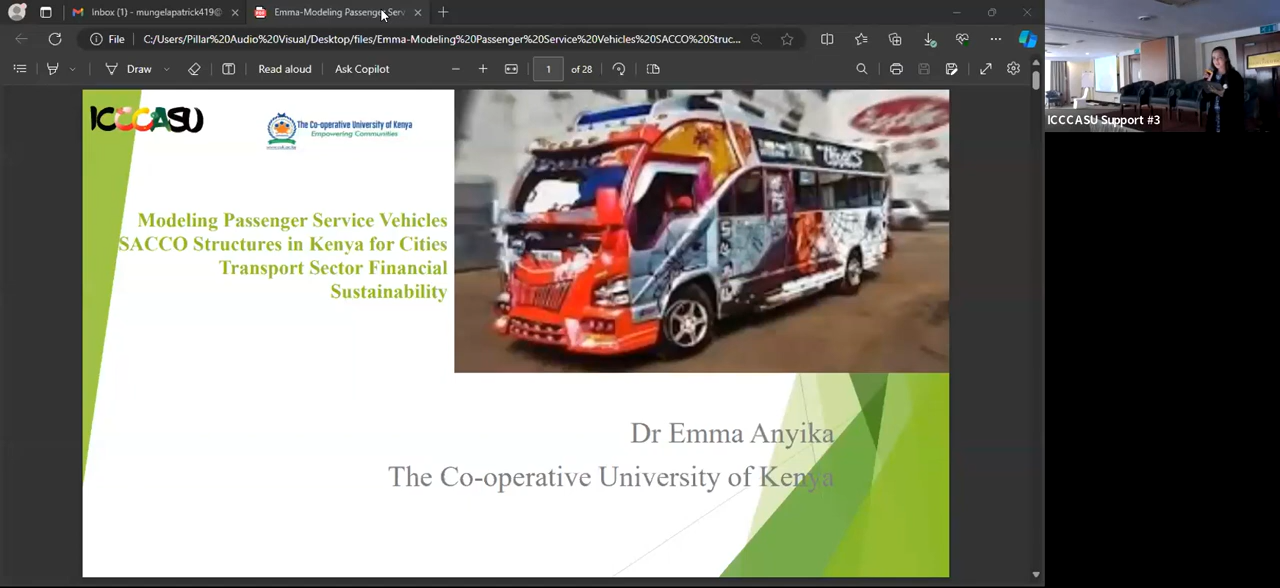 Inbox (1) - mungelapatrick419@
Emma-Modeling Passenger Serv
File
C:/Users/Pillar%20Audio%20Visual/Desktop/files/Emma-Modeling%20Passenger%20Service%20Vehicles%20SACCO%20Struc...
Draw
Read aloud
Ask Copilot
1
of 28
ICCCASU Support #3
ICCCASU
The Co-operative University of Kenya
Empowering Communities
Modeling Passenger Service Vehicles
SACCO Structures in Kenya for Cities
Transport Sector Financial
Sustainability
Dr Emma Anyika
The Co-operative University of Kenya